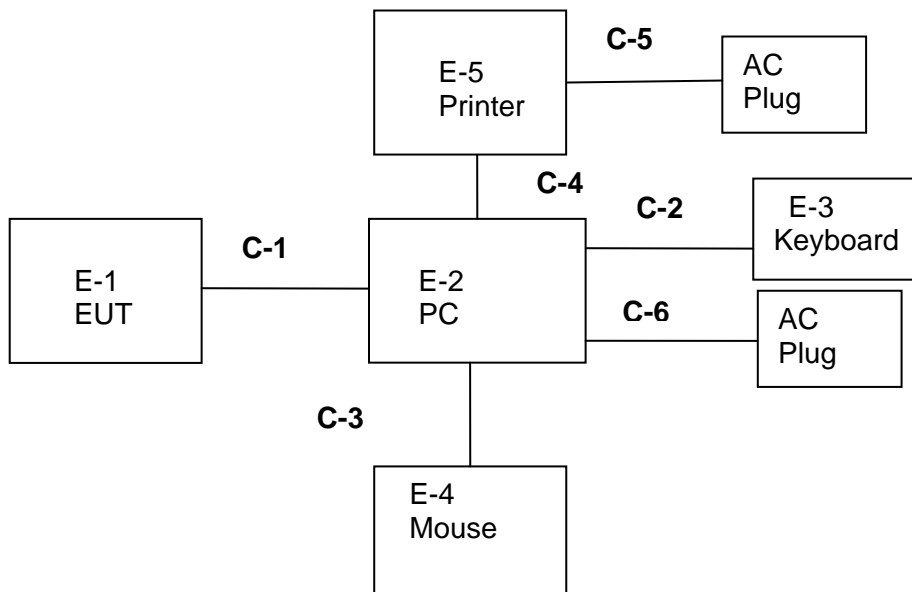 C-5
E-5
Printer
AC
Plug
C-4
C-2
E-3
Keyboard
C-1
E-1
EUT
E-2
PC
C-6
AC
Plug
C-3
E-4
Mouse